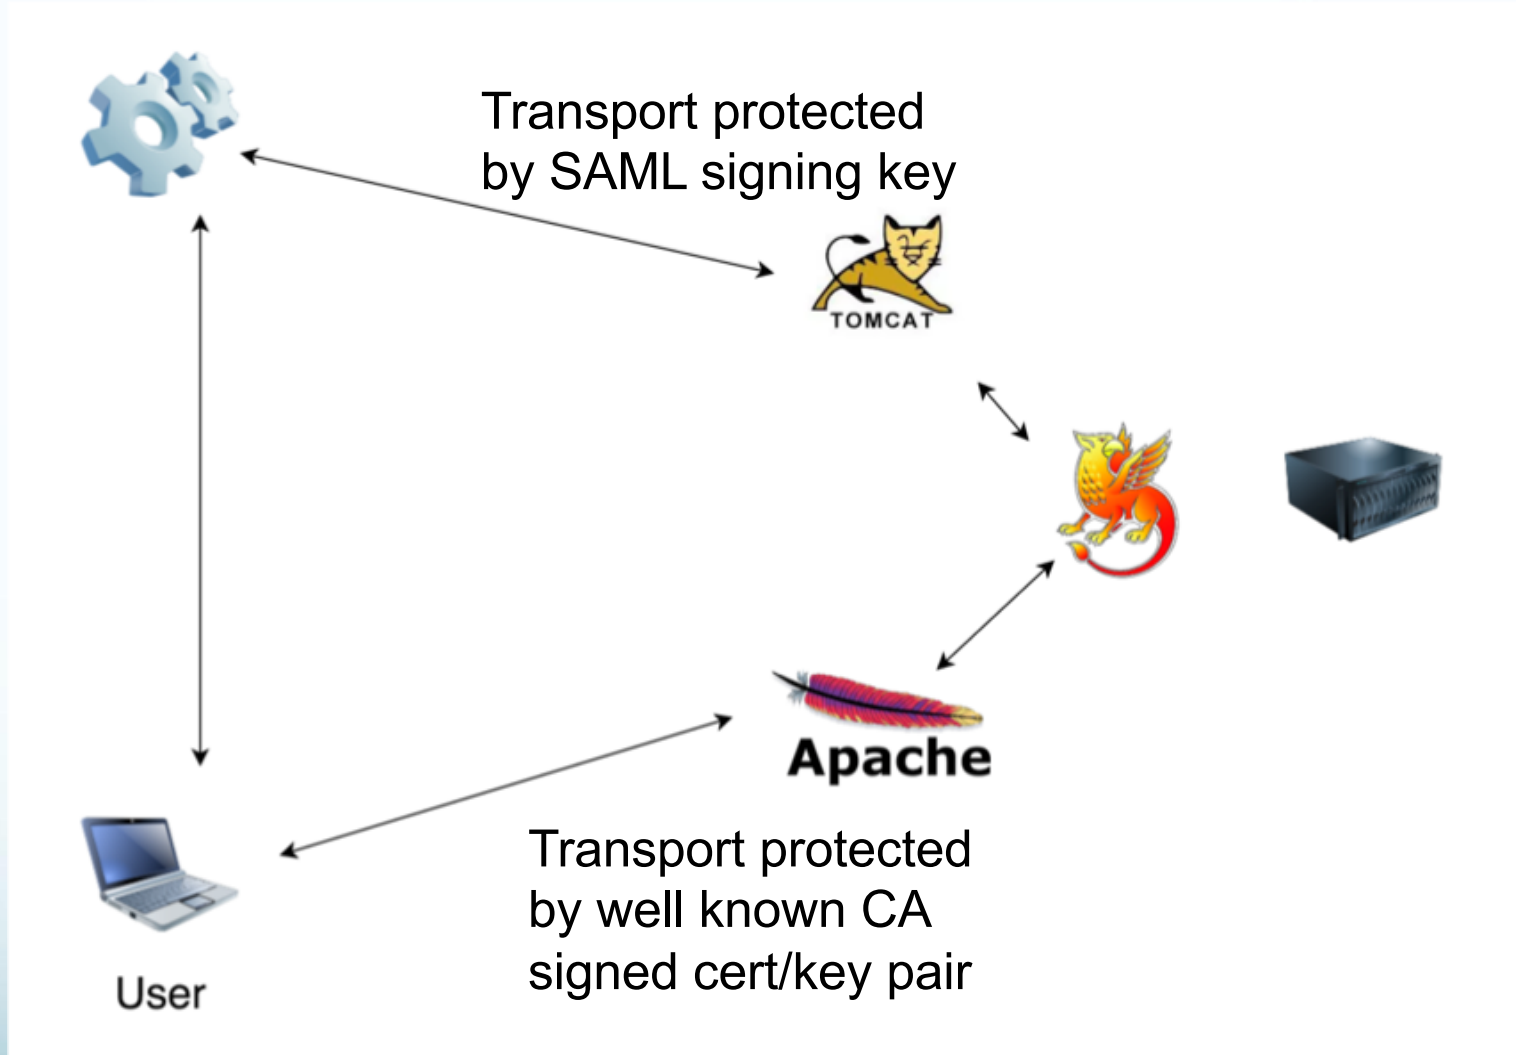 Transport protected
by SAML signing key
TOMCAT
Apache
Transport protected
by well known CA
signed cert/key pair
User